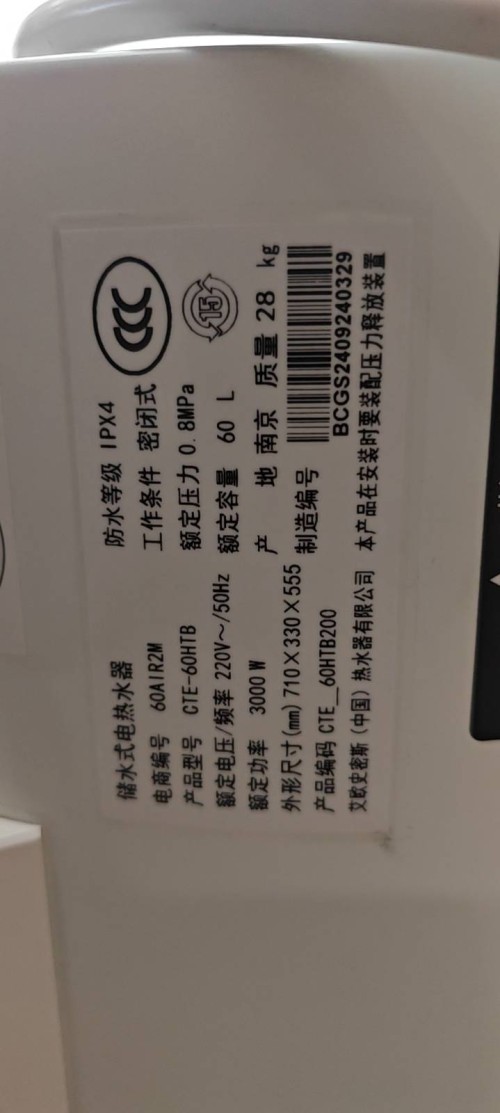 储水式电热水器
电商编号 60AIR2M
产品型号 CTE-60HTB
额定电压/频率 220V～/50Hz
额定功率 3000 W
外形尺寸(mm) 710×330×555
产品编码 CTE__60HTB200
艾欧史密斯（中国）热水器有限公司
防水等级 IPX4
工作条件 密闭式
额定压力 0.8MPa
额定容量 60 L
产 地 南京 质量 28 kg
制造编号
BCGS2409240329
本产品在安装时要装配压力释放装置
CCC
15